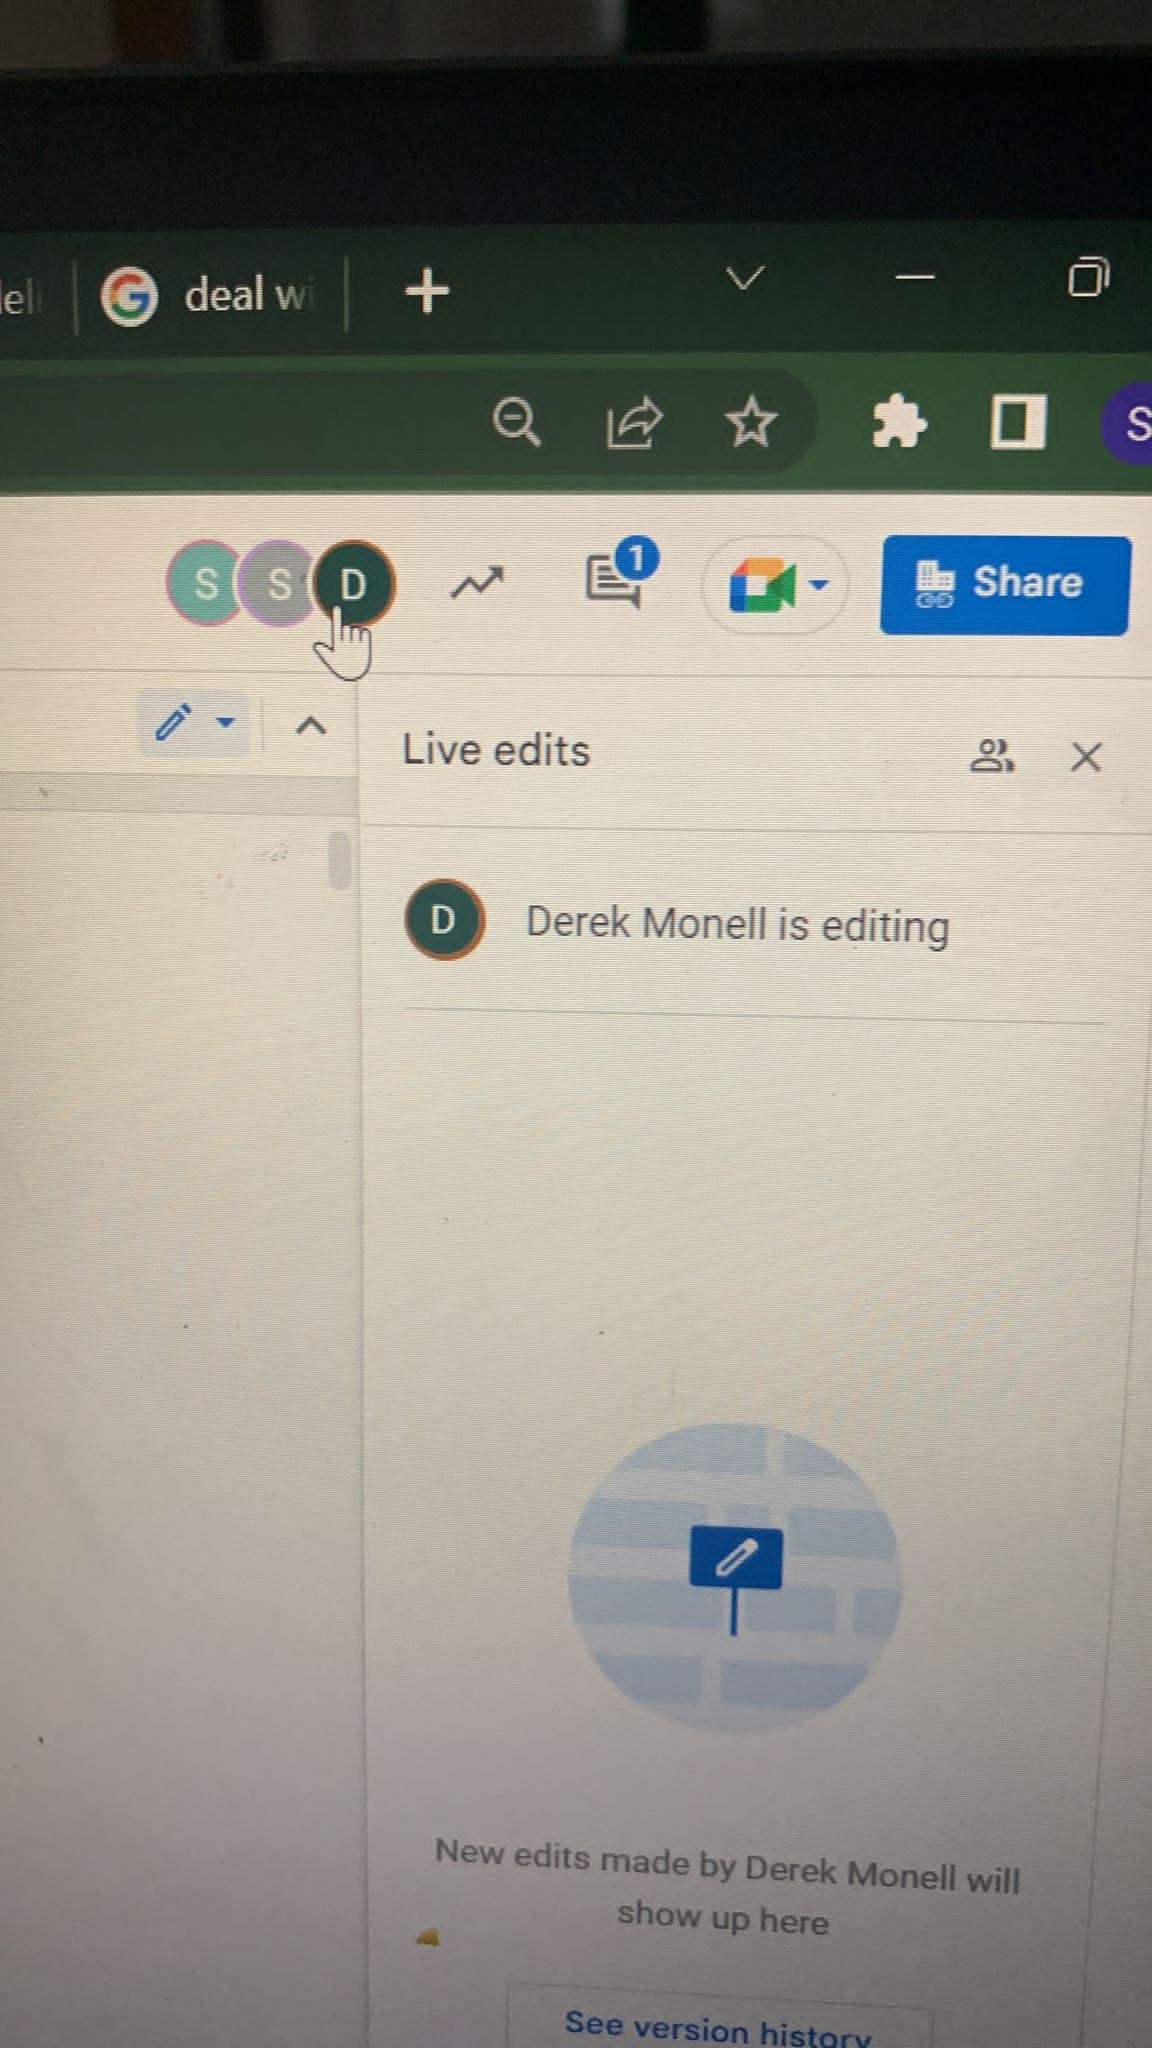 deal wi
S
S
S
D
1
Share
Live edits
D
Derek Monell is editing
New edits made by Derek Monell will
show up here
See version history